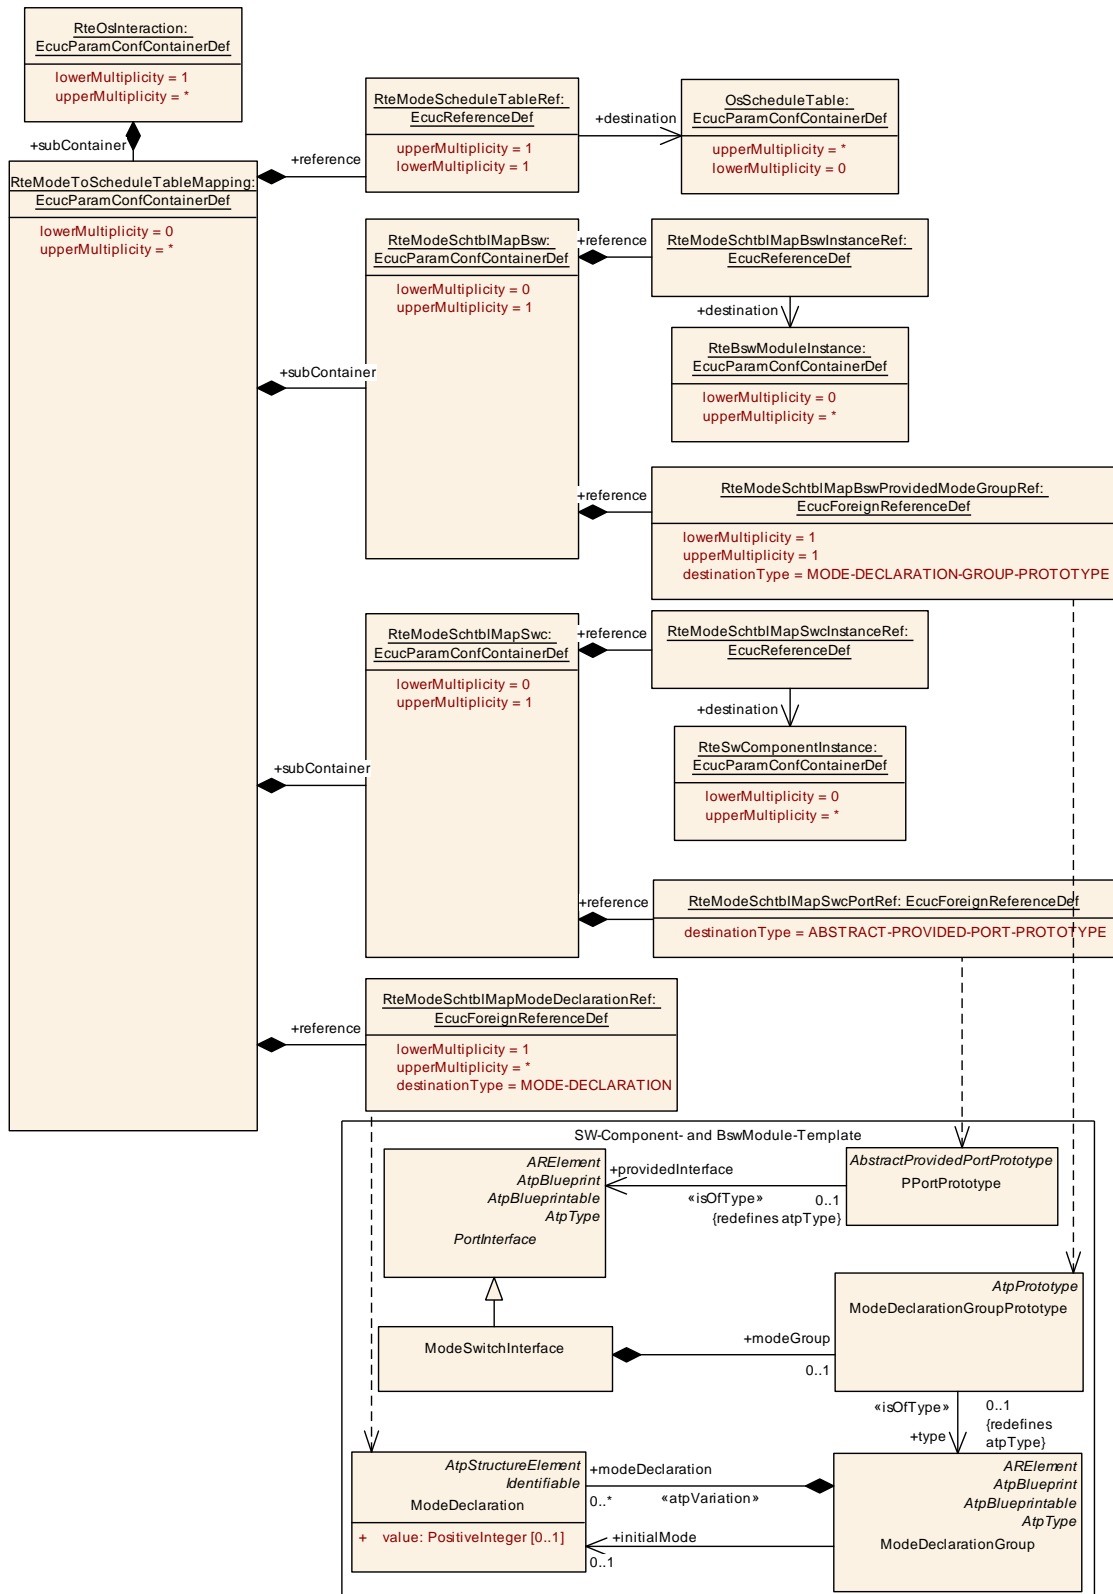 RteOsInteraction:
EcucParamConfContainerDef
lowerMultiplicity = 1
upperMultiplicity = *
+subContainer
RteModeToScheduleTableMapping:
EcucParamConfContainerDef
lowerMultiplicity = 0
upperMultiplicity = *
+reference
RteModeScheduleTableRef:
EcucReferenceDef
upperMultiplicity = 1
lowerMultiplicity = 1
+destination
OsScheduleTable:
EcucParamConfContainerDef
upperMultiplicity = *
lowerMultiplicity = 0
+subContainer
RteModeSchtblMapBsw:
EcucParamConfContainerDef
lowerMultiplicity = 0
upperMultiplicity = 1
+reference
RteModeSchtblMapBswInstanceRef:
EcucReferenceDef
+destination
RteBswModuleInstance:
EcucParamConfContainerDef
lowerMultiplicity = 0
upperMultiplicity = *
+reference
RteModeSchtblMapBswProvidedModeGroupRef:
EcucForeignReferenceDef
lowerMultiplicity = 1
upperMultiplicity = 1
destinationType = MODE-DECLARATION-GROUP-PROTOTYPE
+subContainer
RteModeSchtblMapSwc:
EcucParamConfContainerDef
lowerMultiplicity = 0
upperMultiplicity = 1
+reference
RteModeSchtblMapSwcInstanceRef:
EcucReferenceDef
+destination
RteSwComponentInstance:
EcucParamConfContainerDef
lowerMultiplicity = 0
upperMultiplicity = *
+reference
RteModeSchtblMapSwcPortRef: EcucForeignReferenceDef
destinationType = ABSTRACT-PROVIDED-PORT-PROTOTYPE
+reference
RteModeSchtblMapModeDeclarationRef:
EcucForeignReferenceDef
lowerMultiplicity = 1
upperMultiplicity = *
destinationType = MODE-DECLARATION
SW-Component- and BswModule-Template
ARElement
AtpBlueprint
AtpBlueprintable
AtpType
PortInterface
+providedInterface
«isOfType»
0..1
{redefines atpType}
AbstractProvidedPortPrototype
PPortPrototype
ModeSwitchInterface
+modeGroup
0..1
AtpPrototype
ModeDeclarationGroupPrototype
«isOfType»
0..1
{redefines
atpType}
+type
AtpStructureElement
Identifiable
ModeDeclaration
+ value: PositiveInteger [0..1]
+modeDeclaration
0..*
«atpVariation»
+initialMode
0..1
ARElement
AtpBlueprint
AtpBlueprintable
AtpType
ModeDeclarationGroup